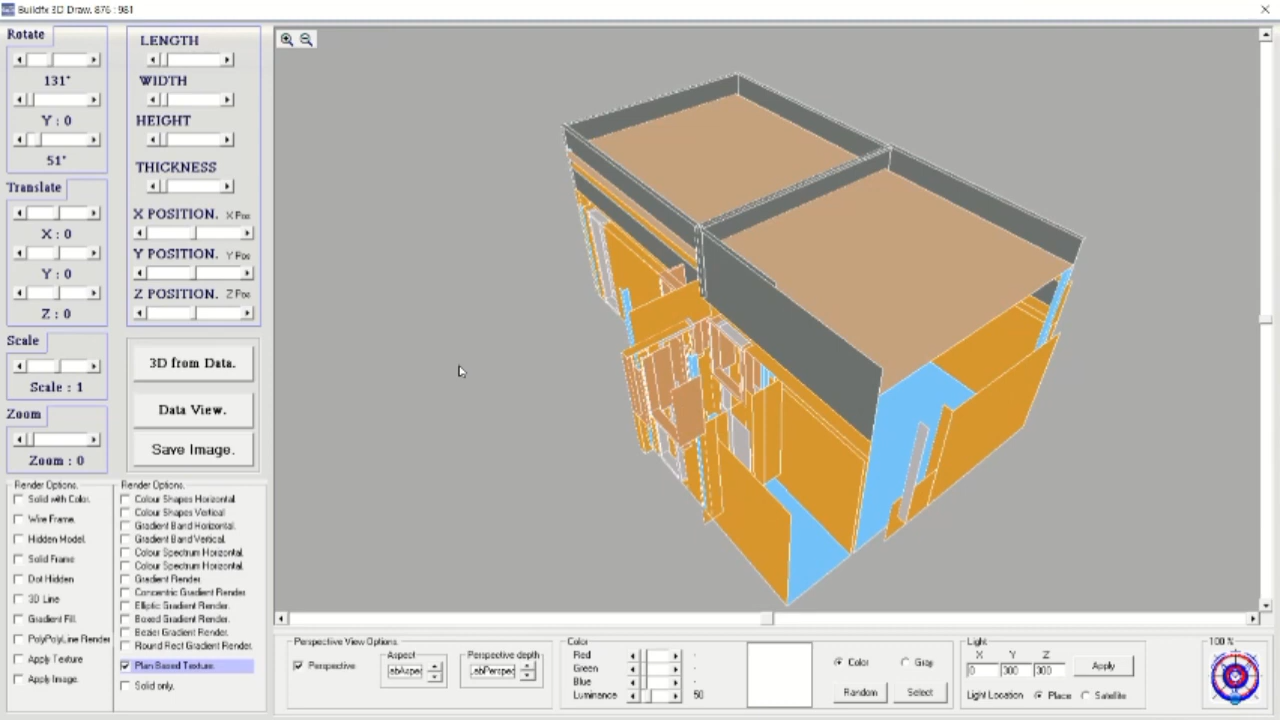 Buildfx 3D Draw. 876 : 981
Rotate
131°
Y : 0
51°
Translate
X : 0
Y : 0
Z : 0
Scale
Scale : 1
Zoom
Zoom : 0
LENGTH
WIDTH
HEIGHT
THICKNESS
X POSITION. X Pos
Y POSITION. Y Pos
Z POSITION. Z Pos
3D from Data.
Data View.
Save Image.
Render Options.
Solid with Color.
Wire Frame.
Hidden Model.
Solid Frame
Dot Hidden
3D Line
Gradient Fill.
PolyPolyLine Render
Apply Texture
Apply Image.
Render Options.
Colour Shapes Horizontal
Colour Shapes Vertical
Gradient Band Horizontal.
Gradient Band Vertical.
Colour Spectrum Horizontal
Colour Spectrum Horizontal.
Gradient Render
Concentric Gradient Render
Elliptic Gradient Render.
Boxed Gradient Render.
Bezier Gradient Render.
Round Rect Gradient Render.
Plan Based Texture.
Solid only.
Perspective View Options.
Perspective
Aspect
Perspective depth
Color
Red
Green
Blue
Luminance
50
Color
Gray
Random
Select
Light
X Y Z
0 300 300
Apply
Light Location
Place
Satellite
100 %